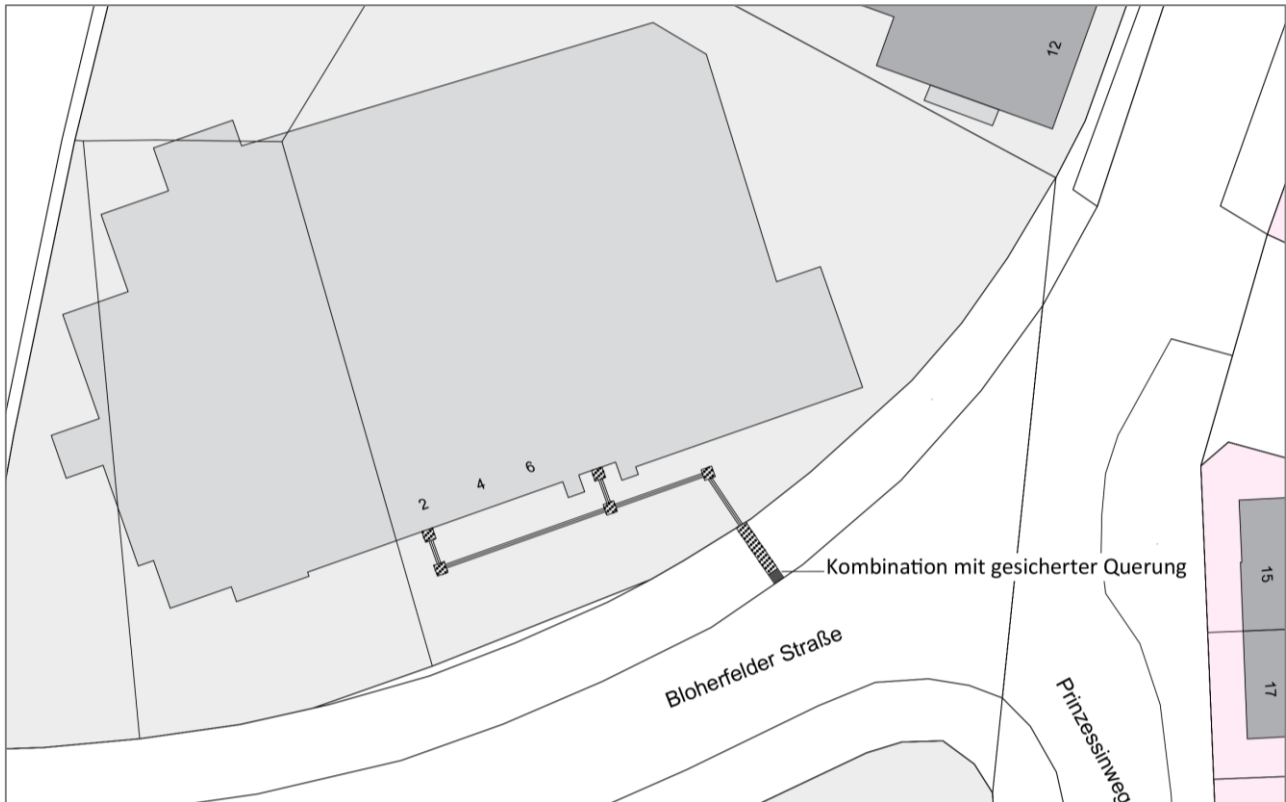 12
6
4
2
Kombination mit gesicherter Querung
15
Bloherfelder Straße
17
Prinzessinweg